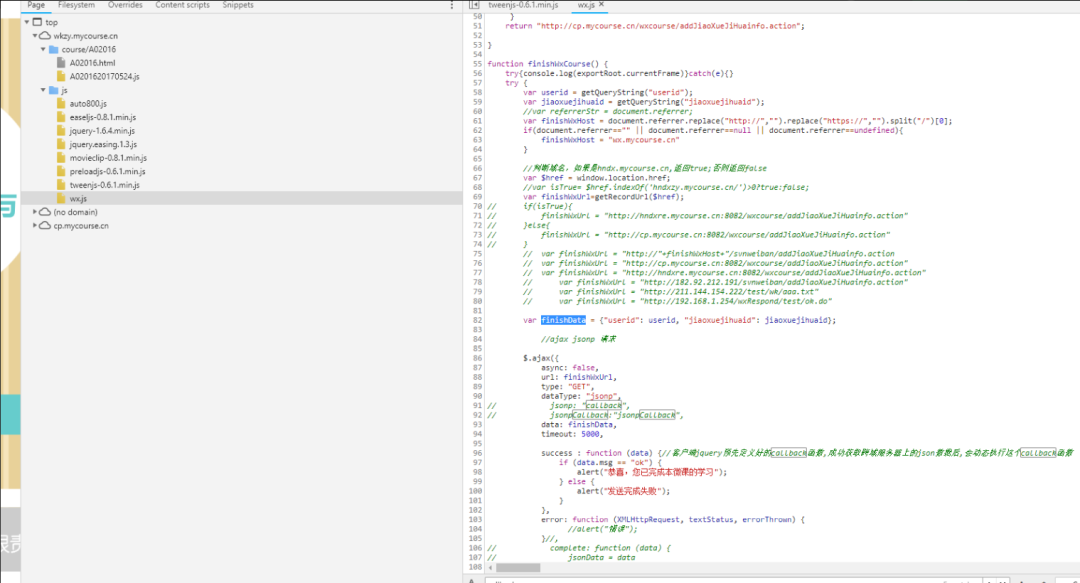 Page Filesystem Overrides Content scripts Snippets
top
wkzy.mycourse.cn
course/A02016
A02016.html
A0201620170524.js
js
auto800.js
easeljs-0.8.1.min.js
jquery-1.6.4.min.js
jquery.easing.1.3.js
movieclip-0.8.1.min.js
preloadjs-0.6.1.min.js
tweenjs-0.6.1.min.js
wx.js
(no domain)
cp.mycourse.cn
tweenjs-0.6.1.min.js wx.js ×
50 }
51 return "http://cp.mycourse.cn/wxcourse/addJiaoXueJiHuainfo.action";
52
53 }
54
55 function finishWxCourse() {
56 try{console.log(exportRoot.currentFrame)}catch(e){}
57 try {
58 var userid = getQueryString("userid");
59 var jiaoxuejihuaid = getQueryString("jiaoxuejihuaid");
60 //var referrerStr = document.referrer;
61 var finishWxHost = document.referrer.replace("http://","").replace("https://","").split("/")[0];
62 if(document.referrer=="" || document.referrer==null || document.referrer==undefined){
63 finishWxHost = "wx.mycourse.cn"
64 }
65
66 //判断域名，如果是hndx.mycourse.cn,返回true;否则返回false
67 var $href = window.location.href;
68 //var isTrue= $href.indexOf('hndxzy.mycourse.cn/')>0?true:false;
69 var finishWxUrl=getRecordUrl($href);
70 // if(isTrue){
71 // finishWxUrl = "http://hndxre.mycourse.cn:8082/wxcourse/addJiaoXueJiHuainfo.action"
72 // }else{
73 // finishWxUrl = "http://cp.mycourse.cn:8082/wxcourse/addJiaoXueJiHuainfo.action"
74 // }
75 // var finishWxUrl = "http://"+finishWxHost+"/svnweiban/addJiaoXueJiHuainfo.action
76 // var finishWxUrl = "http://cp.mycourse.cn:8082/wxcourse/addJiaoXueJiHuainfo.action"
77 // var finishWxUrl = "http://hndxre.mycourse.cn:8082/wxcourse/addJiaoXueJiHuainfo.action"
78 // var finishWxUrl = "http://182.92.212.191/svnweiban/addJiaoXueJiHuainfo.action"
79 // var finishWxUrl = "http://211.144.154.222/test/wk/aaa.txt"
80 // var finishWxUrl = "http://192.168.1.254/wxRespond/test/ok.do"
81
82 var finishData = {"userid": userid, "jiaoxuejihuaid": jiaoxuejihuaid};
83
84 //ajax jsonp 请求
85
86 $.ajax({
87 async: false,
88 url: finishWxUrl,
89 type: "GET",
90 dataType: "jsonp",
91 // jsonp: "callback",
92 // jsonpCallback:"jsonpCallback",
93 data: finishData,
94 timeout: 5000,
95
96 success : function (data) {//客户端jquery预先定义好的callback函数,成功获取跨域服务器上的json数据后,会动态执行这个callback函数
97 if (data.msg == "ok") {
98 alert("恭喜，您已完成本微课的学习");
99 } else {
100 alert("发送完成失败");
101 }
102 },
103 error: function (XMLHttpRequest, textStatus, errorThrown) {
104 //alert("错误");
105 }//,
106 // complete: function (data) {
107 // jsonData = data
108